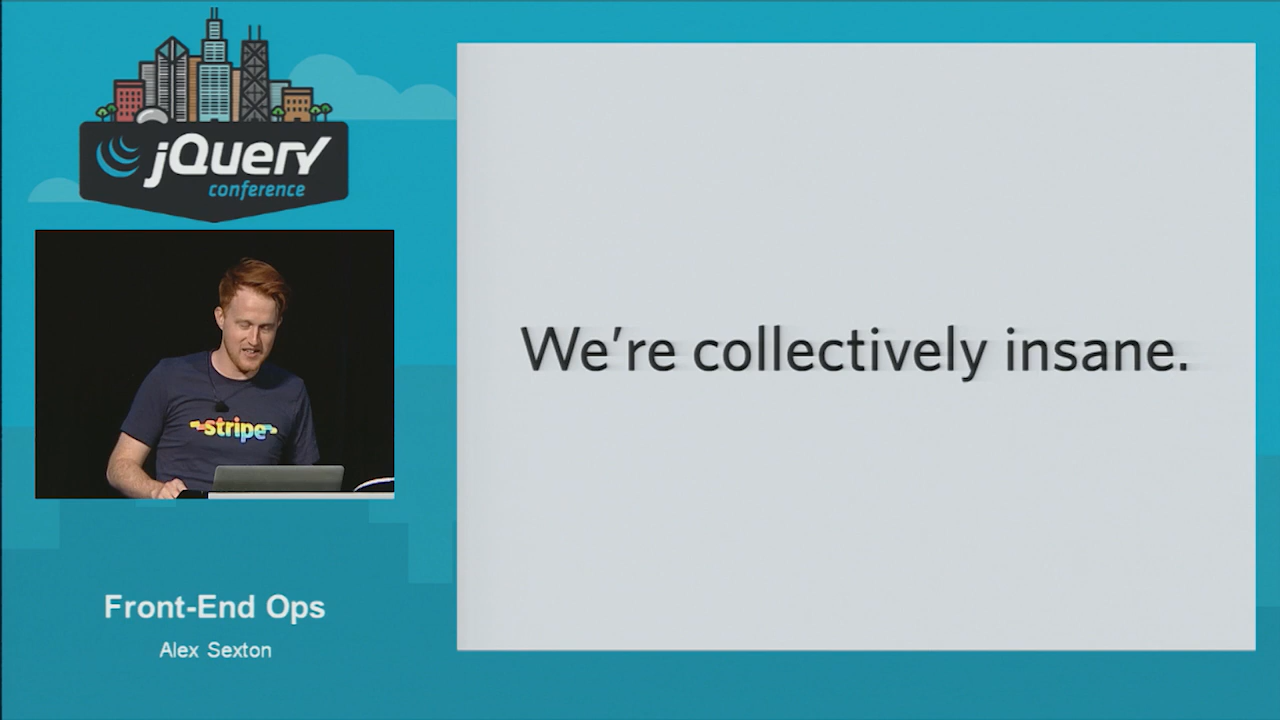 jQuery
conference
stripe
Front-End Ops
Alex Sexton
We’re collectively insane.